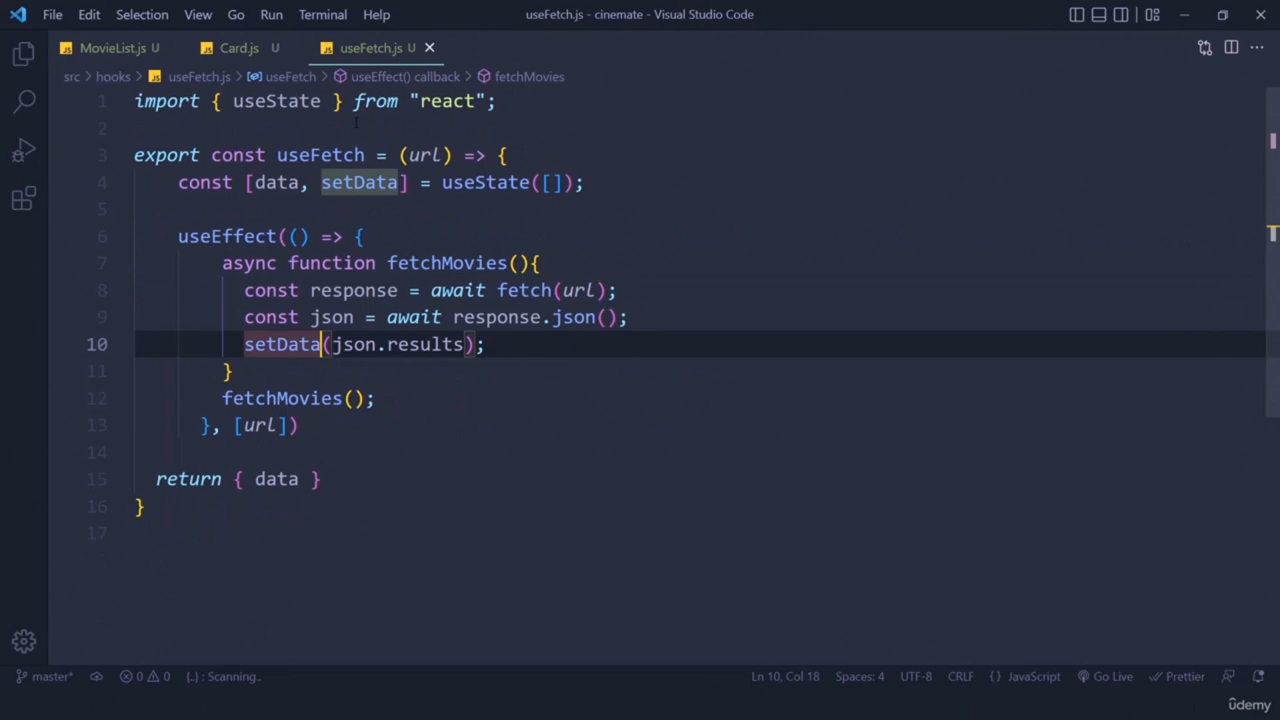 File Edit Selection View Go Run Terminal Help useFetch.js - cinemate - Visual Studio Code
MovieList.js U Card.js U useFetch.js U
src > hooks > useFetch.js > useFetch > useEffect() callback > fetchMovies
1 import { useState } from "react";
2
3 export const useFetch = (url) => {
4 const [data, setData] = useState([]);
5
6 useEffect(() => {
7 async function fetchMovies(){
8 const response = await fetch(url);
9 const json = await response.json();
10 setData(json.results);
11 }
12 fetchMovies();
13 }, [url])
14
15 return { data }
16 }
17
master* 0 0 {..} : Scanning.. Ln 10, Col 18 Spaces: 4 UTF-8 CRLF {} JavaScript Go Live Prettier
ûdemy